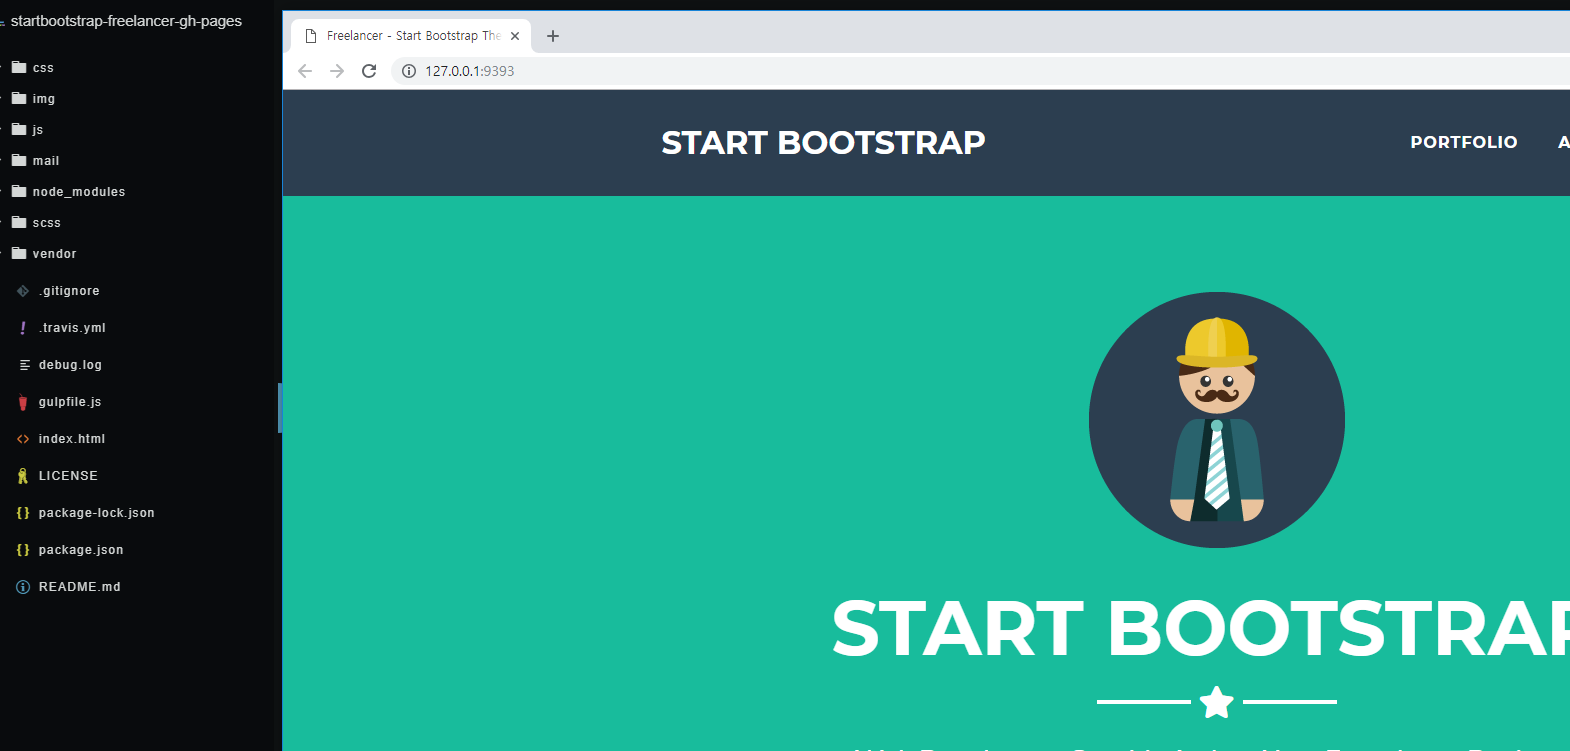 startbootstrap-freelancer-gh-pages
css
img
js
mail
node_modules
scss
vendor
.gitignore
.travis.yml
debug.log
gulpfile.js
index.html
LICENSE
package-lock.json
package.json
README.md
Freelancer - Start Bootstrap The
127.0.0.1:9393
START BOOTSTRAP
PORTFOLIO A
START BOOTSTRAP